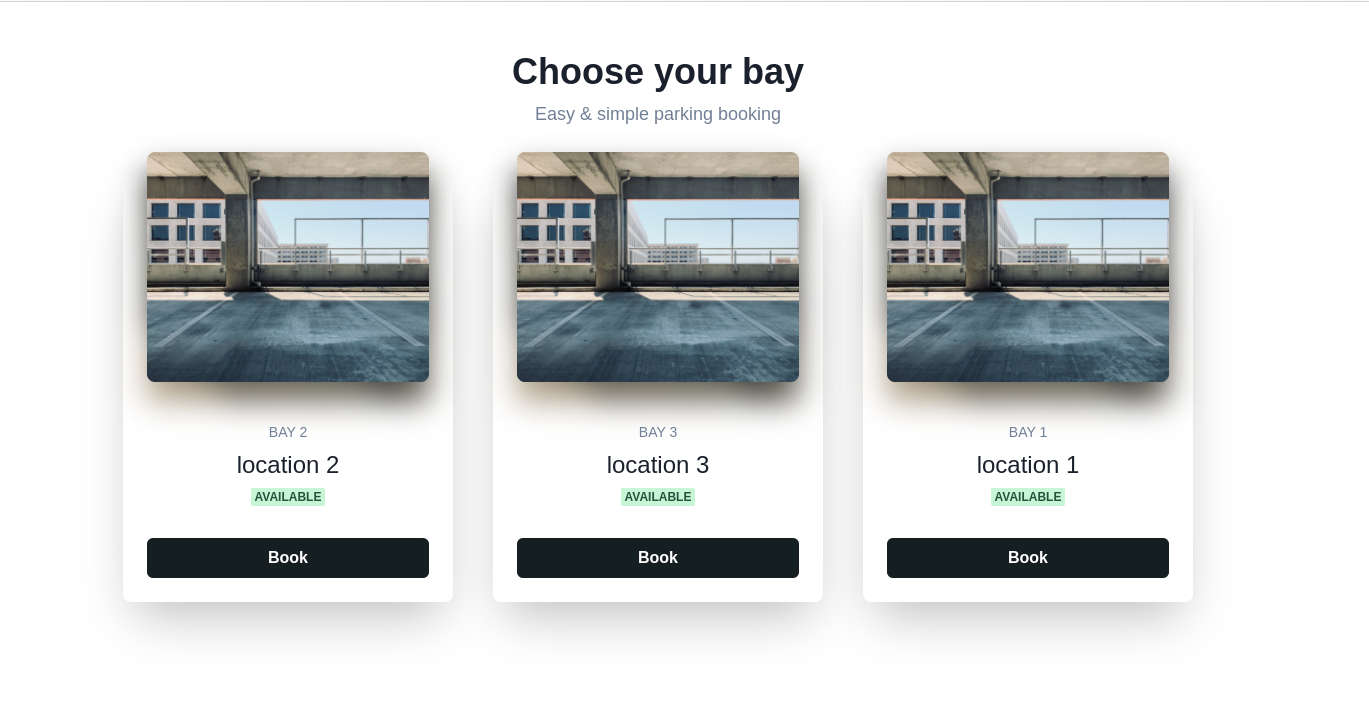 Choose your bay
Easy & simple parking booking
BAY 2
location 2
AVAILABLE
Book
BAY 3
location 3
AVAILABLE
Book
BAY 1
location 1
AVAILABLE
Book